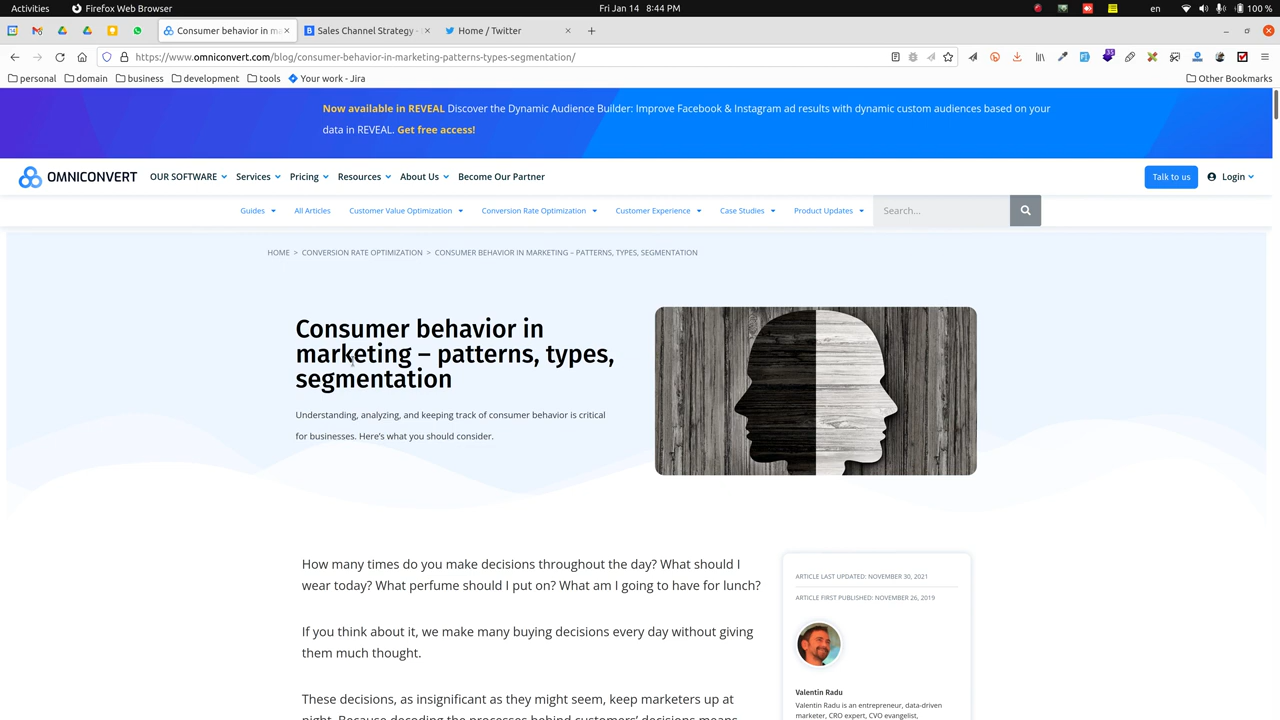 Activities Firefox Web Browser Fri Jan 14 8:44 PM en 100 %
Consumer behavior in ma Sales Channel Strategy - Home / Twitter
https://www.omniconvert.com/blog/consumer-behavior-in-marketing-patterns-types-segmentation/ 35
personal domain business development tools Your work - Jira Other Bookmarks
Now available in REVEAL Discover the Dynamic Audience Builder: Improve Facebook & Instagram ad results with dynamic custom audiences based on your
data in REVEAL. Get free access!
OMNICONVERT OUR SOFTWARE Services Pricing Resources About Us Become Our Partner Talk to us Login
Guides All Articles Customer Value Optimization Conversion Rate Optimization Customer Experience Case Studies Product Updates Search...
HOME > CONVERSION RATE OPTIMIZATION > CONSUMER BEHAVIOR IN MARKETING – PATTERNS, TYPES, SEGMENTATION
Consumer behavior in
marketing – patterns, types,
segmentation
Understanding, analyzing, and keeping track of consumer behavior is critical
for businesses. Here's what you should consider.
How many times do you make decisions throughout the day? What should I
wear today? What perfume should I put on? What am I going to have for lunch?
If you think about it, we make many buying decisions every day without giving
them much thought.
These decisions, as insignificant as they might seem, keep marketers up at
night. Because decoding the processes behind customers' decisions means
ARTICLE LAST UPDATED: NOVEMBER 30, 2021
ARTICLE FIRST PUBLISHED: NOVEMBER 26, 2019
Valentin Radu
Valentin Radu is an entrepreneur, data-driven
marketer, CRO expert, CVO evangelist,